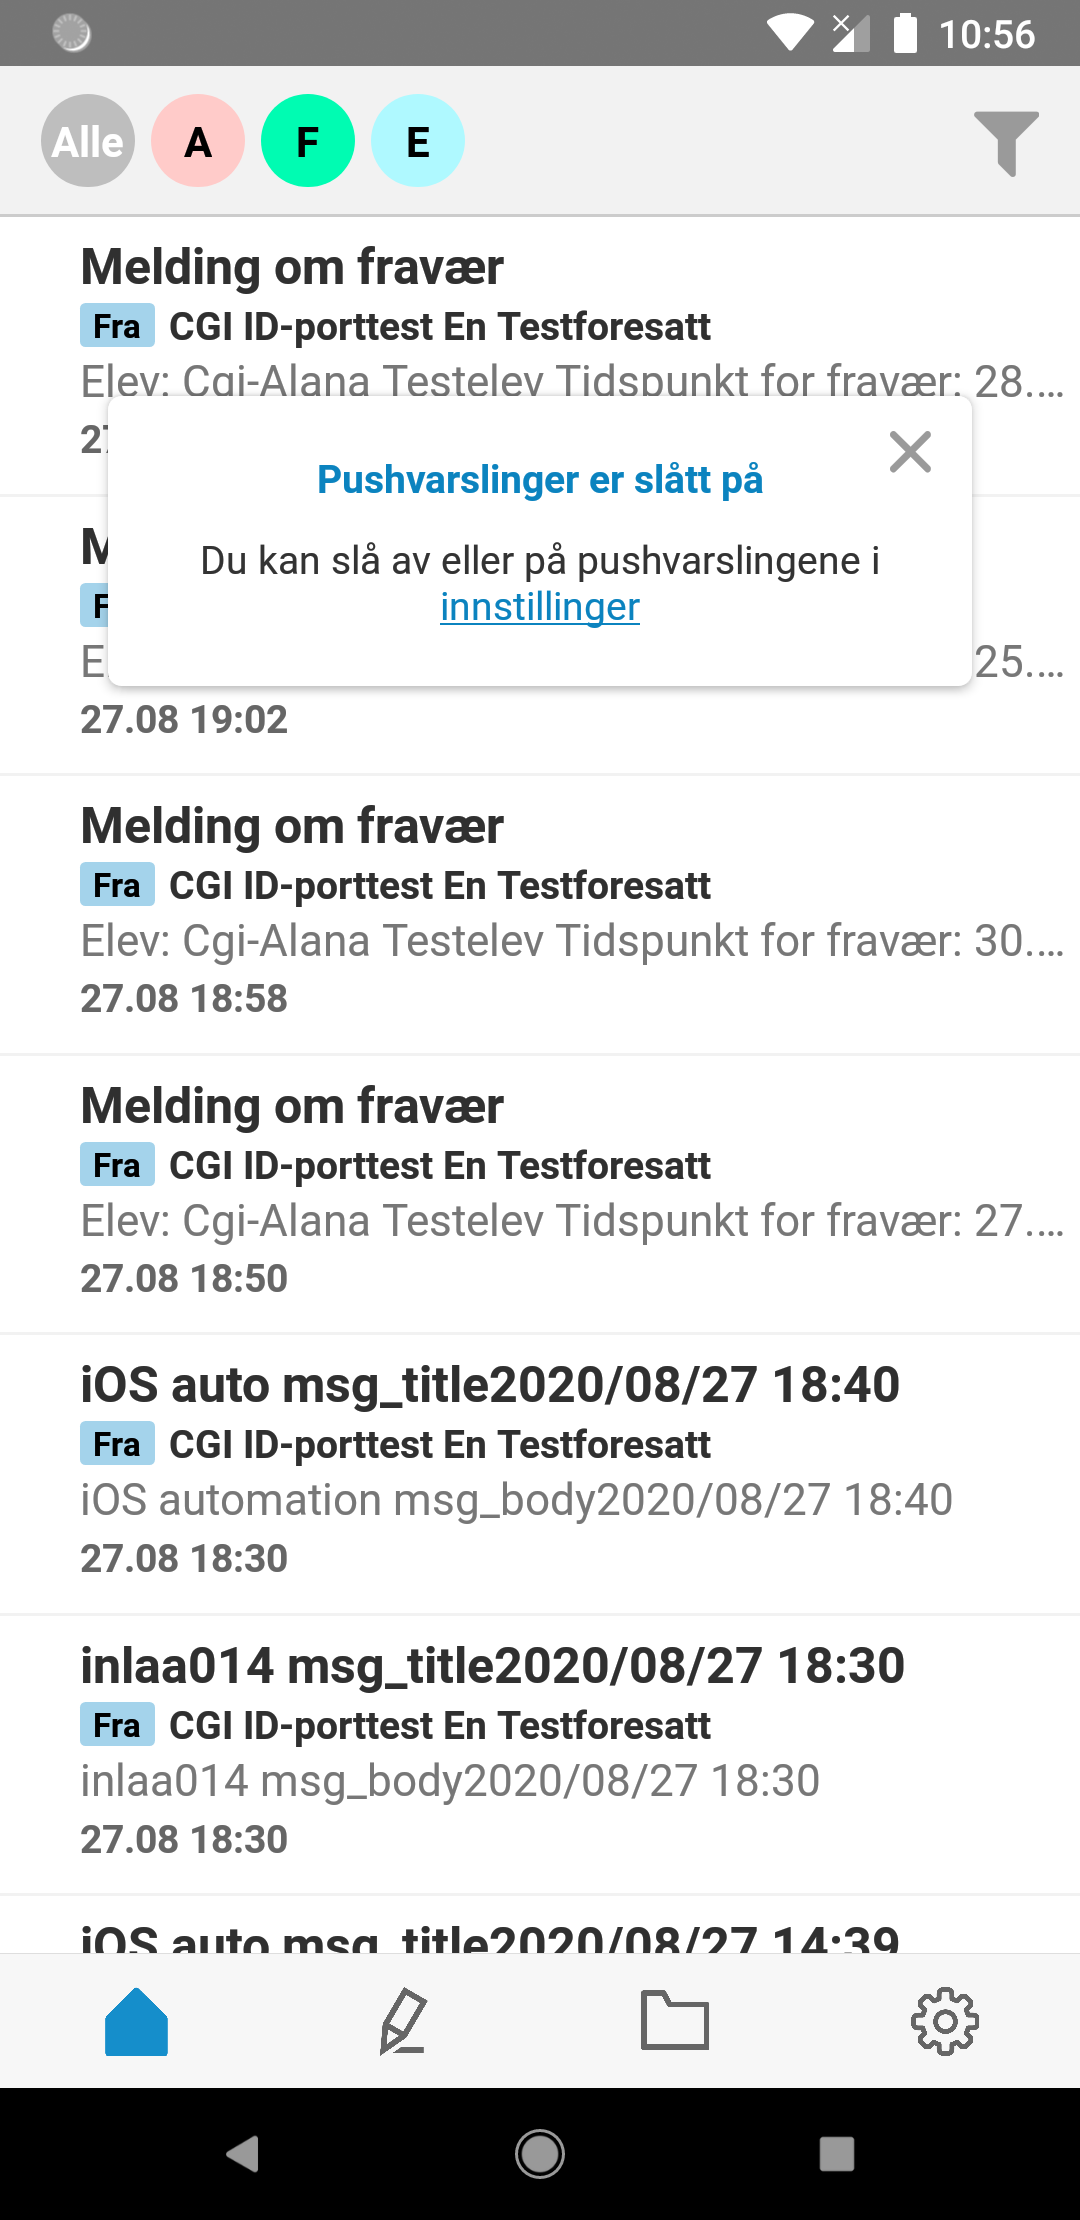 10:56
Alle A F E
Melding om fravær
Fra CGI ID-porttest En Testforesatt
Elev: Cgi-Alana Testelev Tidspunkt for fravær: 28....
Pushvarslinger er slått på
Du kan slå av eller på pushvarslingene i
innstillinger
25....
27.08 19:02
Melding om fravær
Fra CGI ID-porttest En Testforesatt
Elev: Cgi-Alana Testelev Tidspunkt for fravær: 30....
27.08 18:58
Melding om fravær
Fra CGI ID-porttest En Testforesatt
Elev: Cgi-Alana Testelev Tidspunkt for fravær: 27....
27.08 18:50
iOS auto msg_title2020/08/27 18:40
Fra CGI ID-porttest En Testforesatt
iOS automation msg_body2020/08/27 18:40
27.08 18:30
inlaa014 msg_title2020/08/27 18:30
Fra CGI ID-porttest En Testforesatt
inlaa014 msg_body2020/08/27 18:30
27.08 18:30
iOS auto msg_title2020/08/27 14:39